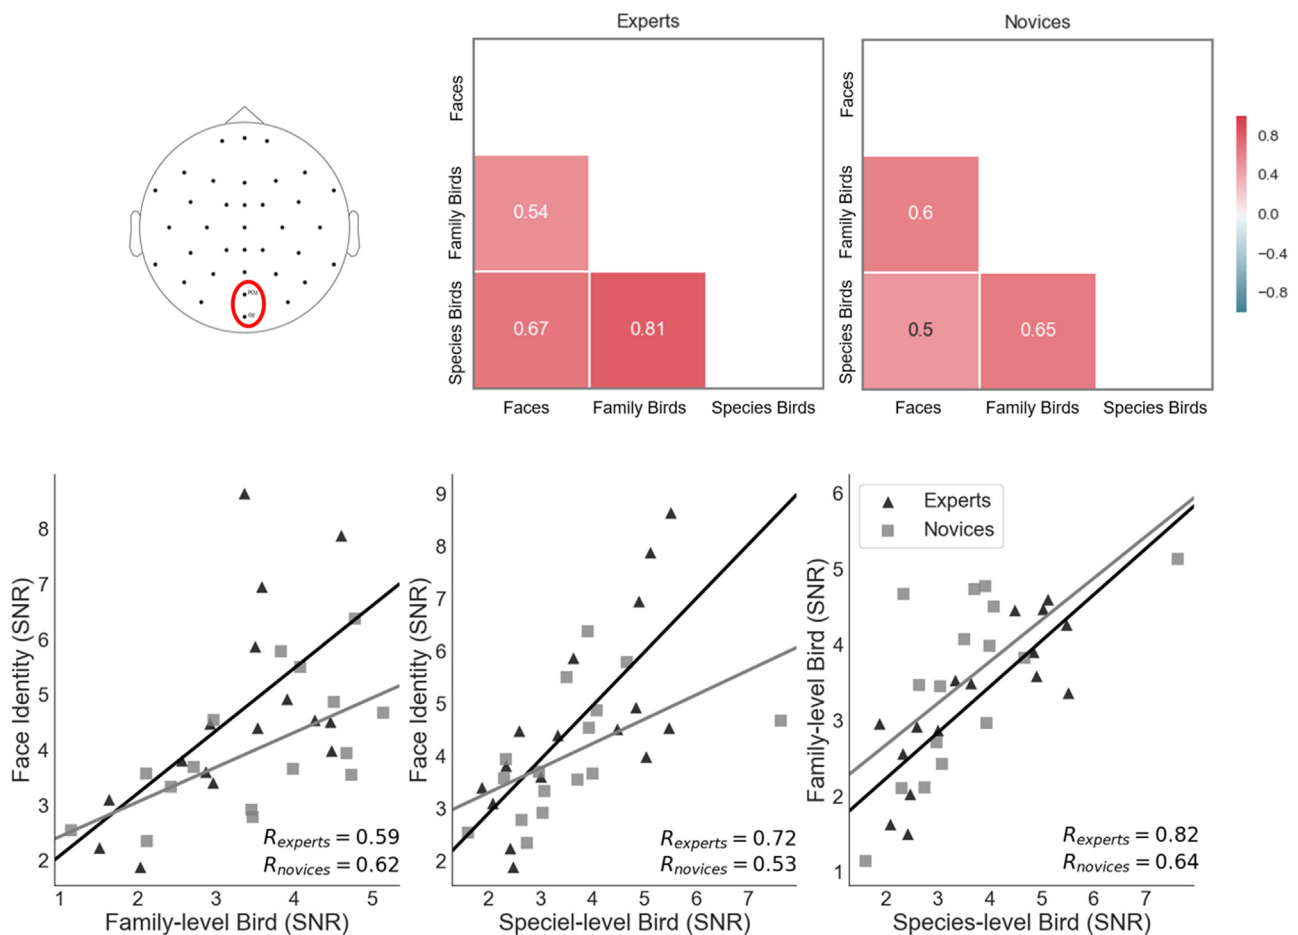 Experts
Novices
Faces
Family Birds
Species Birds
0.54
0.67
0.81
Faces
Family Birds
Species Birds
Faces
Family Birds
Species Birds
0.6
0.5
0.65
Faces
Family Birds
Species Birds
0.8
0.4
0.0
−0.4
−0.8
POz
Oz
Face Identity (SNR)
8
7
6
5
4
3
2
R_experts = 0.59
R_novices = 0.62
1 2 3 4 5
Family-level Bird (SNR)
Face Identity (SNR)
9
8
7
6
5
4
3
2
R_experts = 0.72
R_novices = 0.53
2 3 4 5 6 7
Speciel-level Bird (SNR)
Family-level Bird (SNR)
6
5
4
3
2
1
Experts
Novices
R_experts = 0.82
R_novices = 0.64
2 3 4 5 6 7
Species-level Bird (SNR)